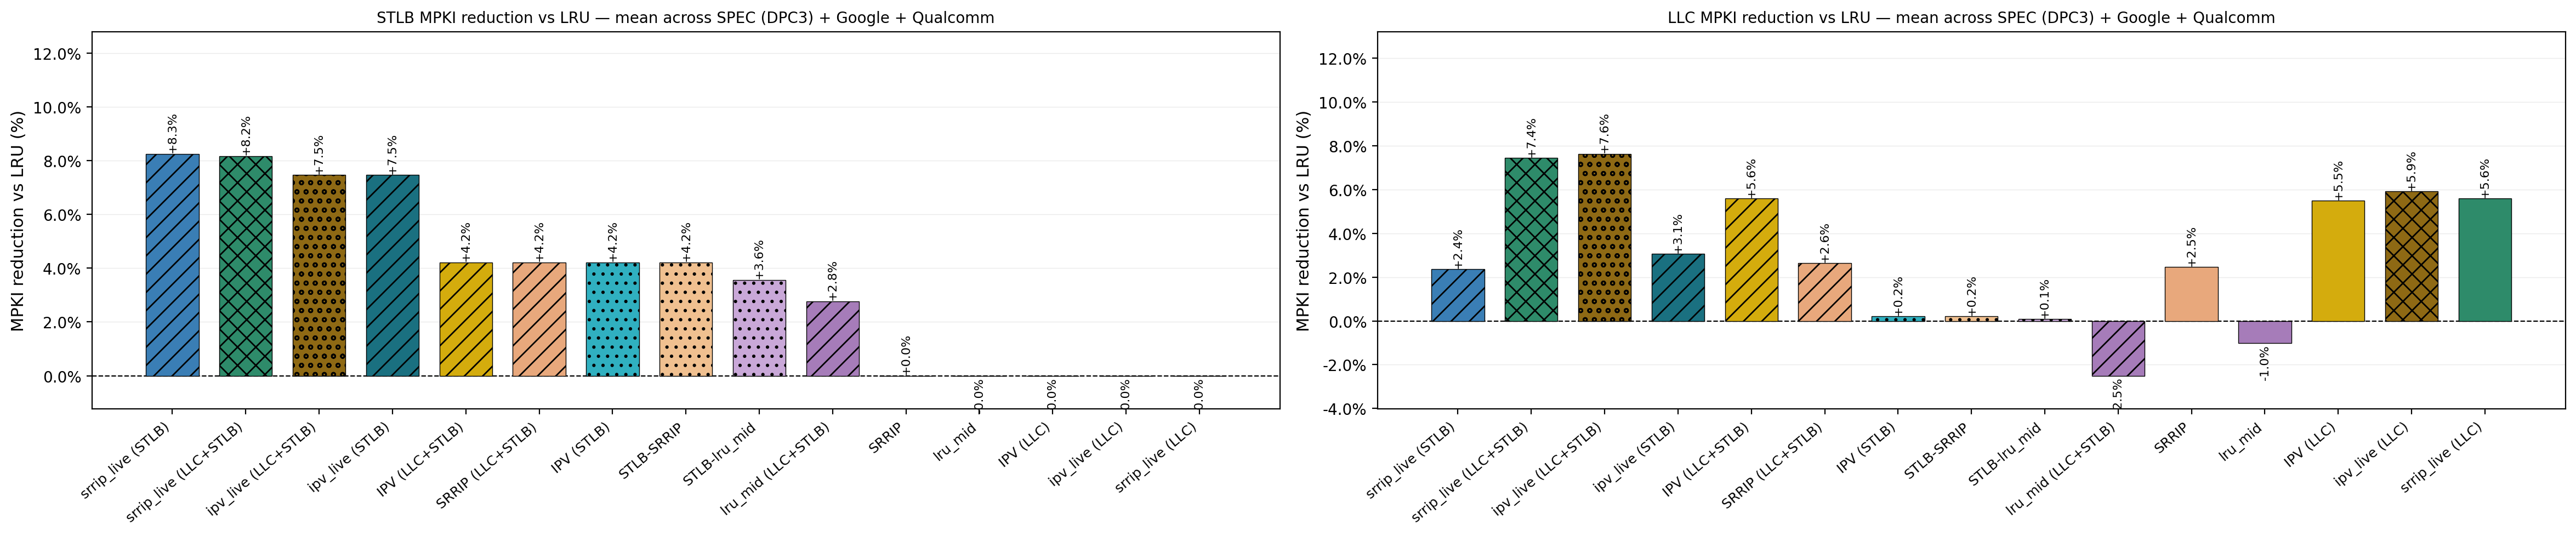 STLB MPKI reduction vs LRU — mean across SPEC (DPC3) + Google + Qualcomm
MPKI reduction vs LRU (%)
12.0%
10.0%
8.0%
6.0%
4.0%
2.0%
0.0%
+8.3%
+8.2%
+7.5%
+7.5%
+4.2%
+4.2%
+4.2%
+4.2%
+3.6%
+2.8%
+0.0%
0.0%
0.0%
0.0%
0.0%
srrip_live (STLB)
srrip_live (LLC+STLB)
ipv_live (LLC+STLB)
ipv_live (STLB)
IPV (LLC+STLB)
SRRIP (LLC+STLB)
IPV (STLB)
STLB-SRRIP
STLB-lru_mid
lru_mid (LLC+STLB)
SRRIP
lru_mid
IPV (LLC)
ipv_live (LLC)
srrip_live (LLC)
LLC MPKI reduction vs LRU — mean across SPEC (DPC3) + Google + Qualcomm
MPKI reduction vs LRU (%)
12.0%
10.0%
8.0%
6.0%
4.0%
2.0%
0.0%
-2.0%
-4.0%
+2.4%
+7.4%
+7.6%
+3.1%
+5.6%
+2.6%
+0.2%
+0.2%
+0.1%
2.5%
+2.5%
-1.0%
+5.5%
+5.9%
+5.6%
srrip_live (STLB)
srrip_live (LLC+STLB)
ipv_live (LLC+STLB)
ipv_live (STLB)
IPV (LLC+STLB)
SRRIP (LLC+STLB)
IPV (STLB)
STLB-SRRIP
STLB-lru_mid
lru_mid (LLC+STLB)
SRRIP
lru_mid
IPV (LLC)
ipv_live (LLC)
srrip_live (LLC)